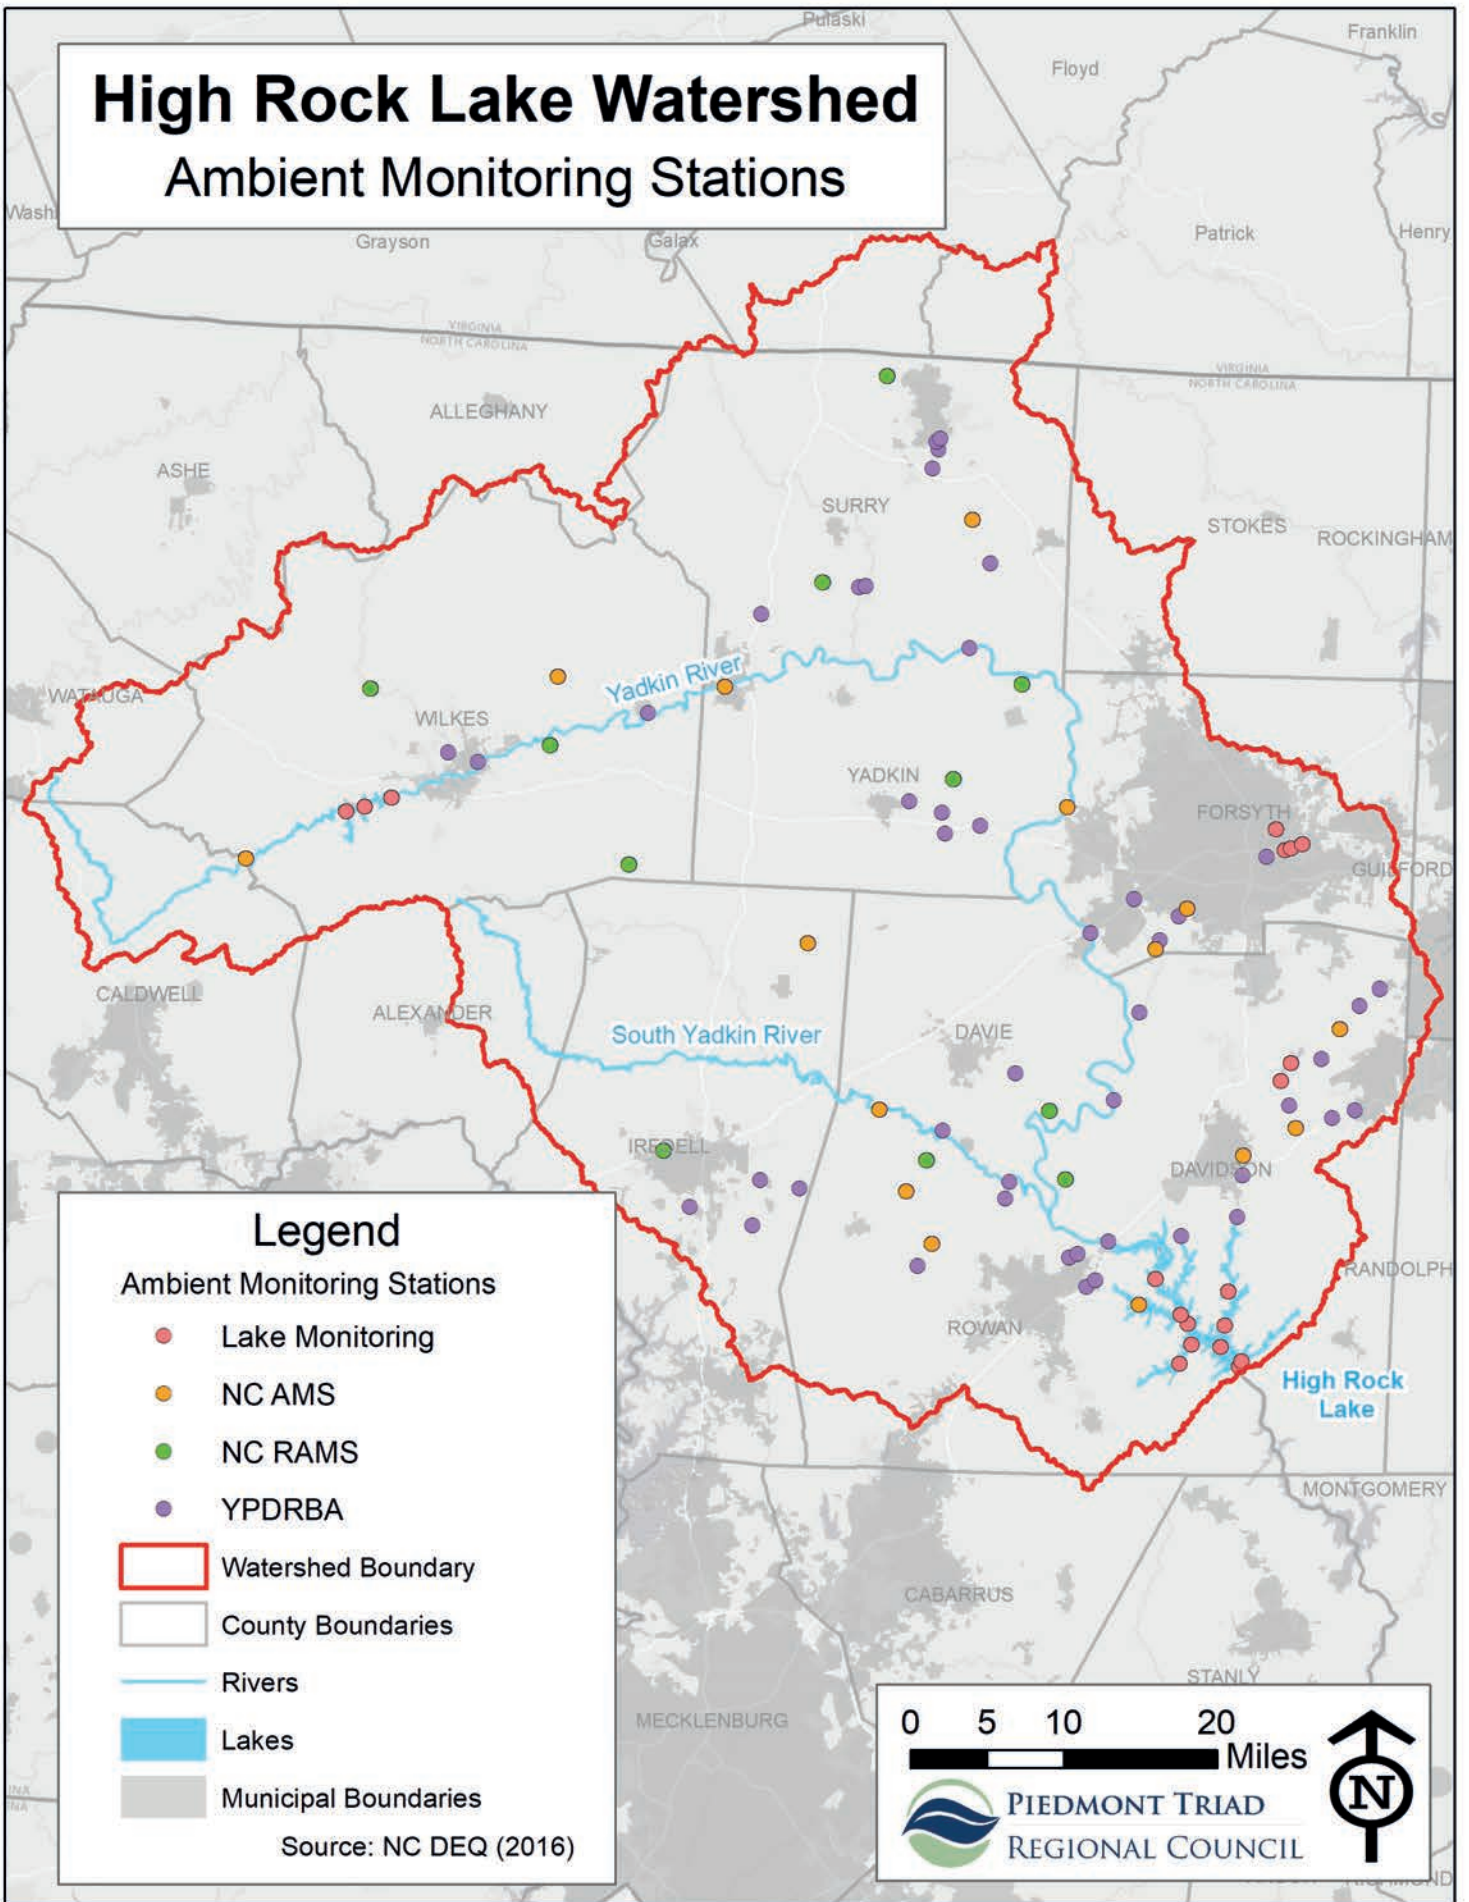 Pulaski
Franklin
Floyd
High Rock Lake Watershed
Ambient Monitoring Stations
Washi
Grayson
Galax
Patrick
Henry
VIRGINIA
NORTH CAROLINA
VIRGINIA
NORTH CAROLINA
ALLEGHANY
ASHE
SURRY
STOKES
ROCKINGHAM
WATAUGA
Yadkin River
WILKES
YADKIN
FORSYTH
GUILFORD
CALDWELL
ALEXANDER
South Yadkin River
DAVIE
IREDELL
DAVIDSON
RANDOLPH
ROWAN
High Rock
Lake
MONTGOMERY
CABARRUS
STANLY
MECKLENBURG
Legend
Ambient Monitoring Stations
Lake Monitoring
NC AMS
NC RAMS
YPDRBA
Watershed Boundary
County Boundaries
Rivers
Lakes
Municipal Boundaries
Source: NC DEQ (2016)
0 5 10 20
Miles
N
PIEDMONT TRIAD
REGIONAL COUNCIL